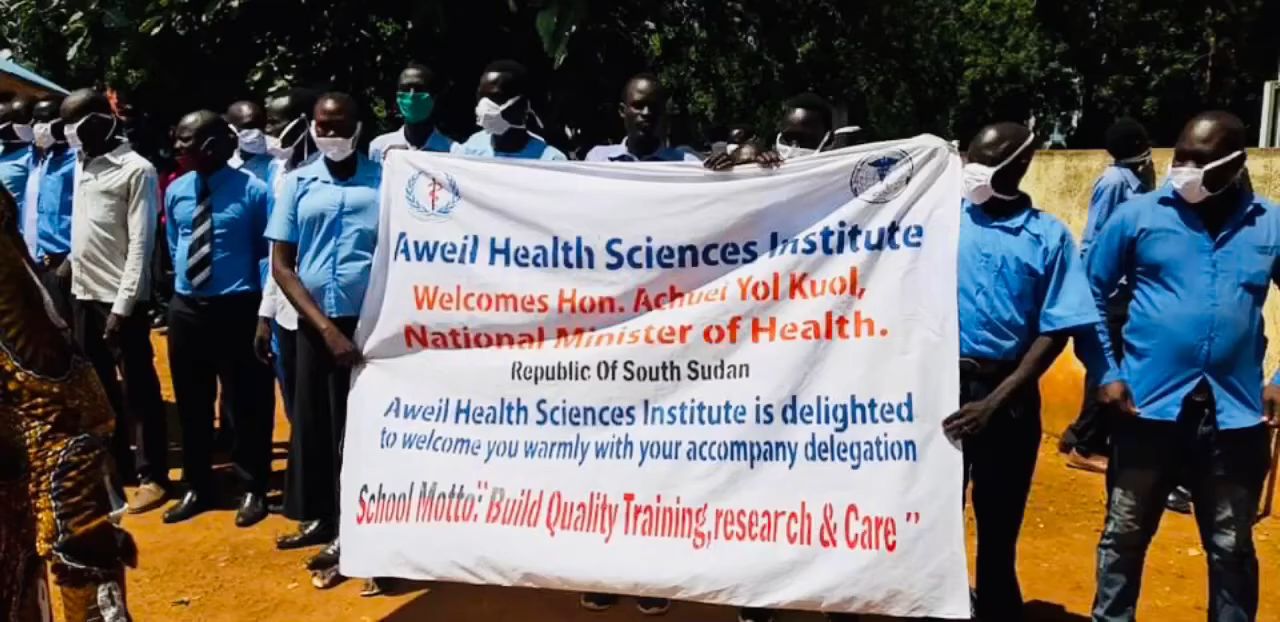 Aweil Health Sciences Institute
Welcomes Hon. Achuei Yol Kuol,
National Minister of Health.
Republic Of South Sudan
Aweil Health Sciences Institute is delighted
to welcome you warmly with your accompany delegation
School Motto:" Build Quality Training,research & Care "